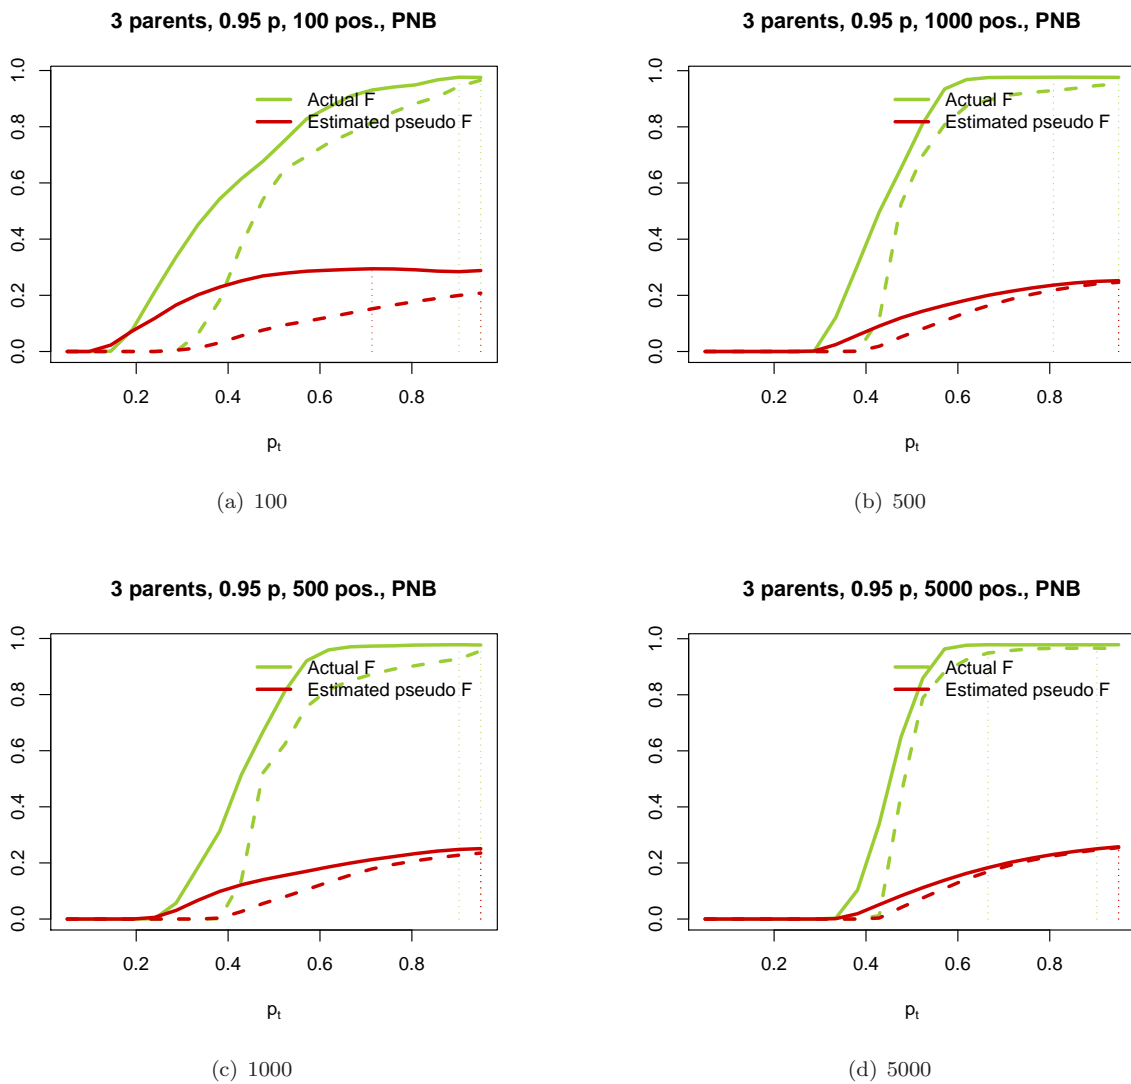 3 parents, 0.95 p, 100 pos., PNB
1.0
0.8
0.6
0.4
0.2
0.0
Actual F
Estimated pseudo F
0.2 0.4 0.6 0.8
pt
(a) 100
3 parents, 0.95 p, 1000 pos., PNB
1.0
0.8
0.6
0.4
0.2
0.0
Actual F
Estimated pseudo F
0.2 0.4 0.6 0.8
pt
(b) 500
3 parents, 0.95 p, 500 pos., PNB
1.0
0.8
0.6
0.4
0.2
0.0
Actual F
Estimated pseudo F
0.2 0.4 0.6 0.8
pt
(c) 1000
3 parents, 0.95 p, 5000 pos., PNB
1.0
0.8
0.6
0.4
0.2
0.0
Actual F
Estimated pseudo F
0.2 0.4 0.6 0.8
pt
(d) 5000